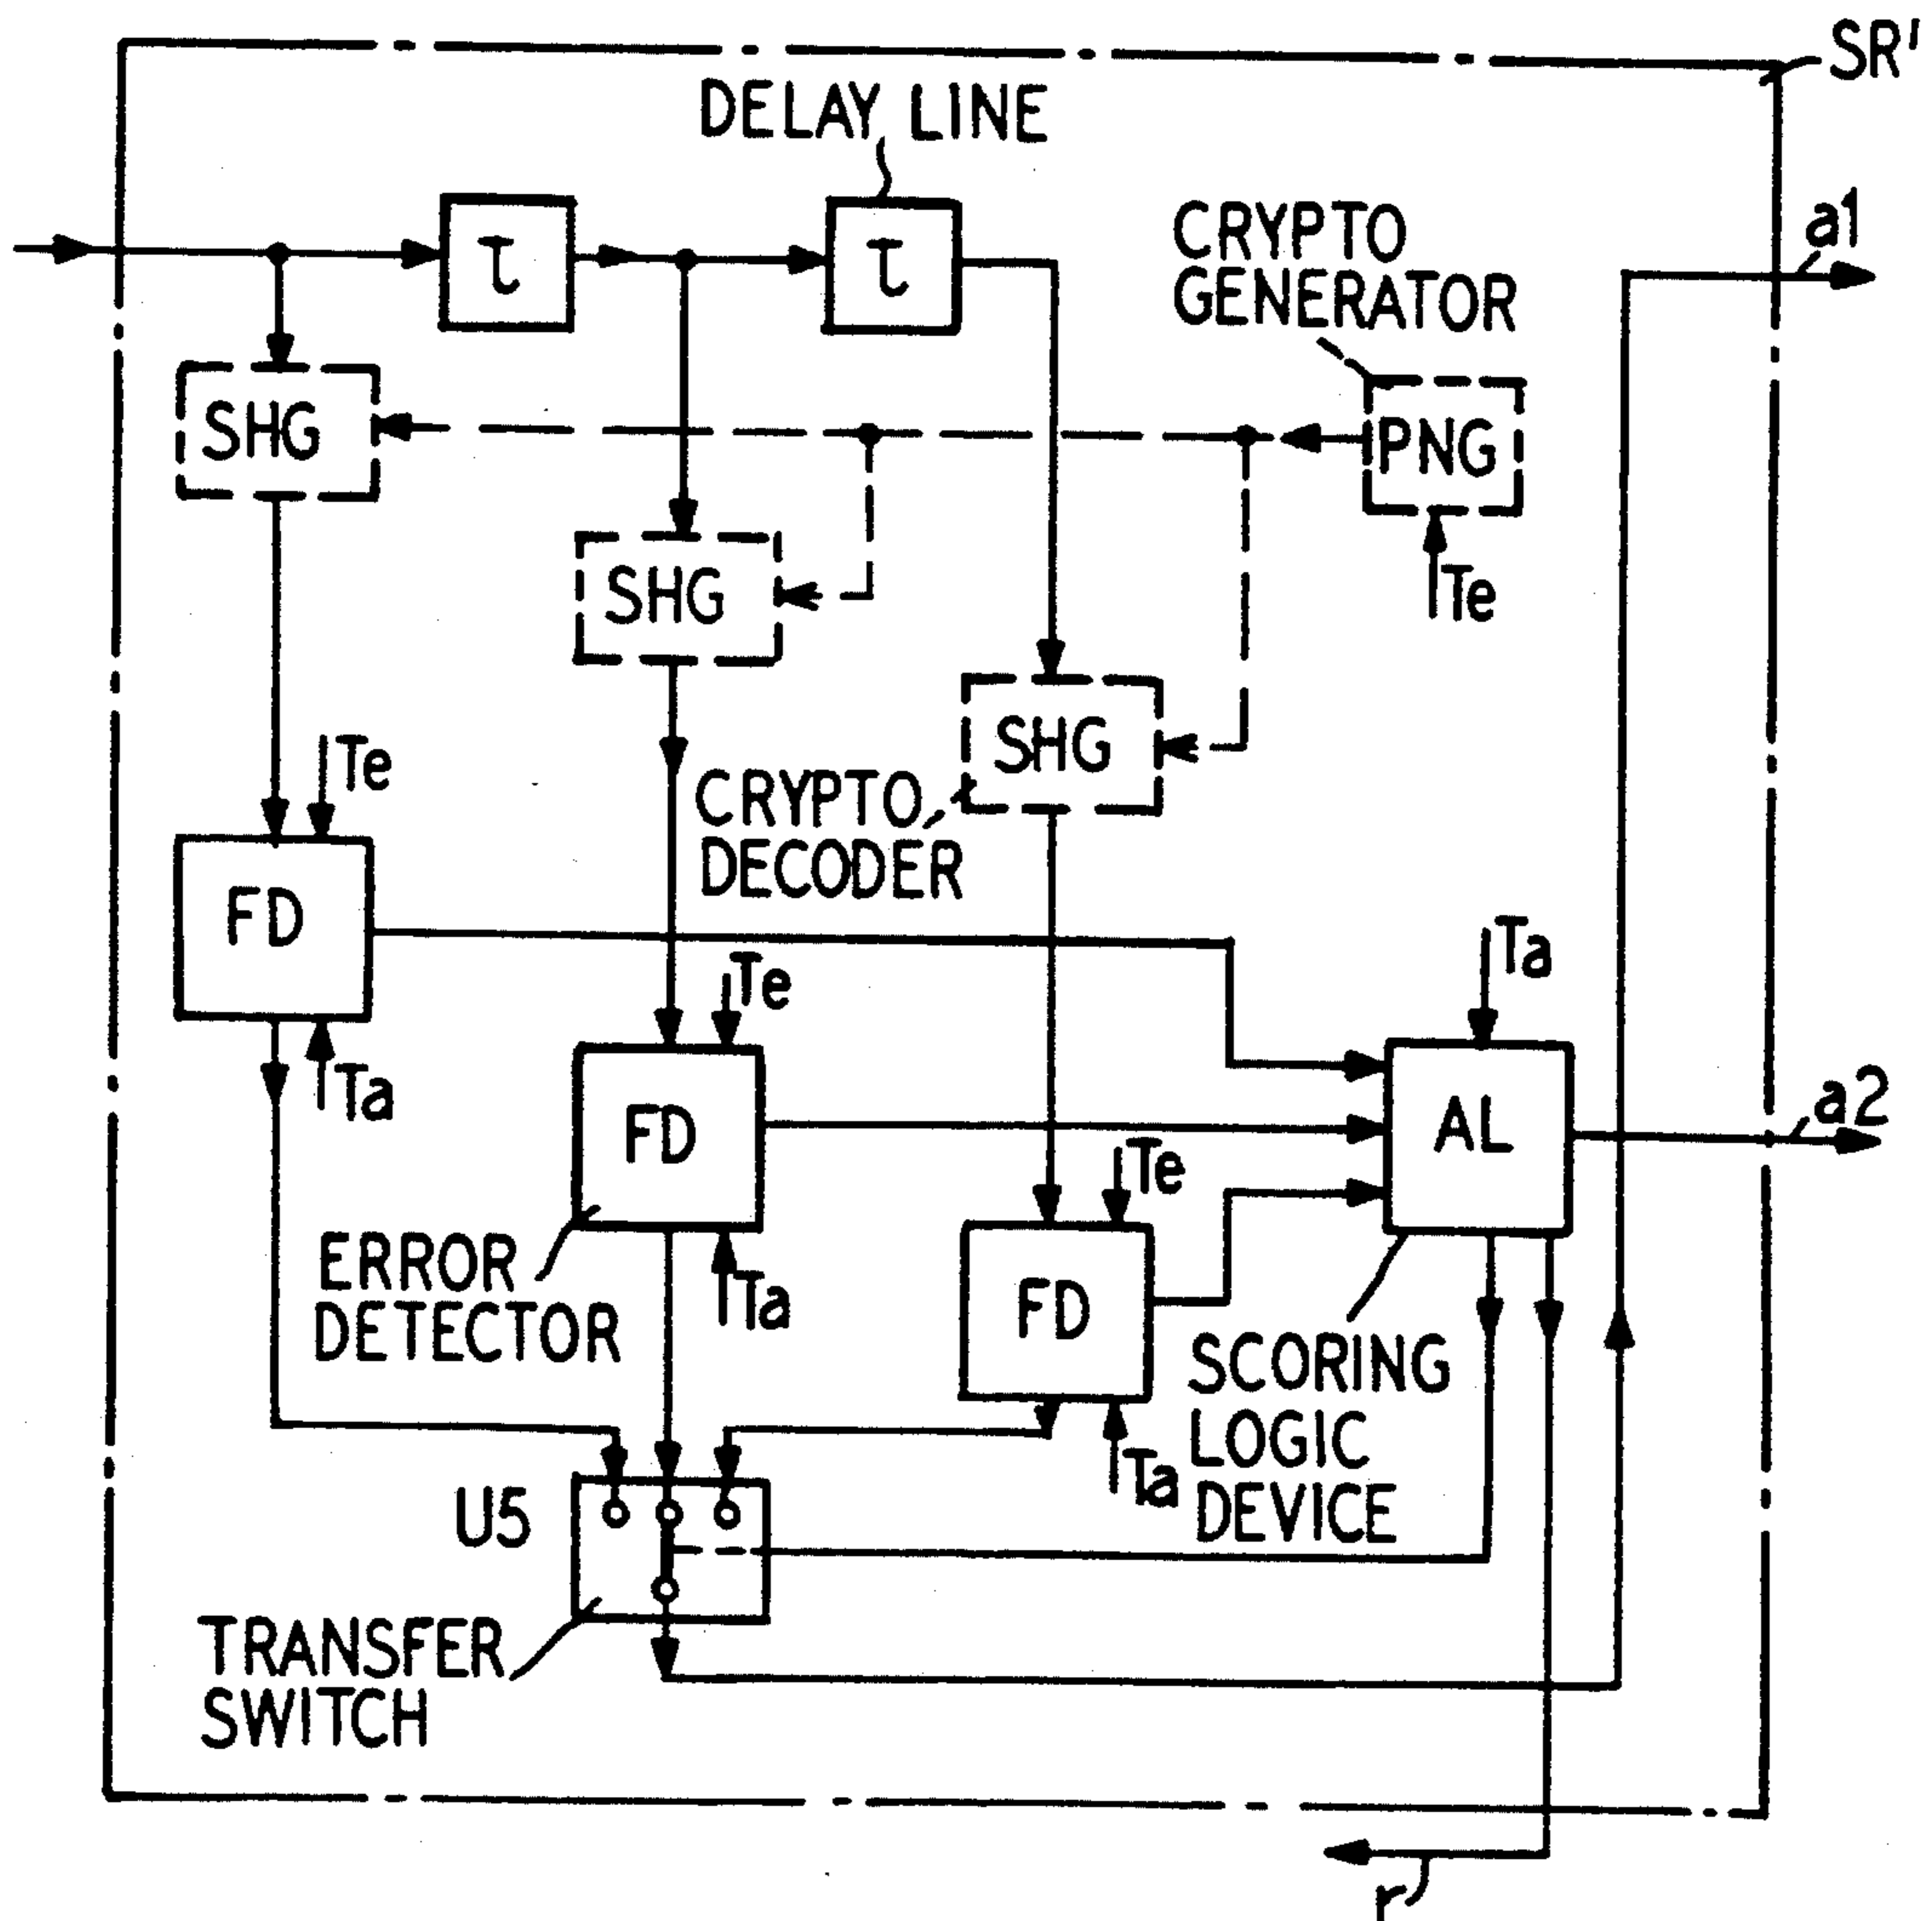 SR'
DELAY LINE
τ
τ
CRYPTO
GENERATOR
a1
SHG
PNG
SHG
Te
SHG
Te
CRYPTO
DECODER
FD
Ta
Te
Ta
FD
AL
a2
Te
ERROR
DETECTOR
Ta
FD
SCORING
LOGIC
DEVICE
Ta
U5
TRANSFER
SWITCH
r